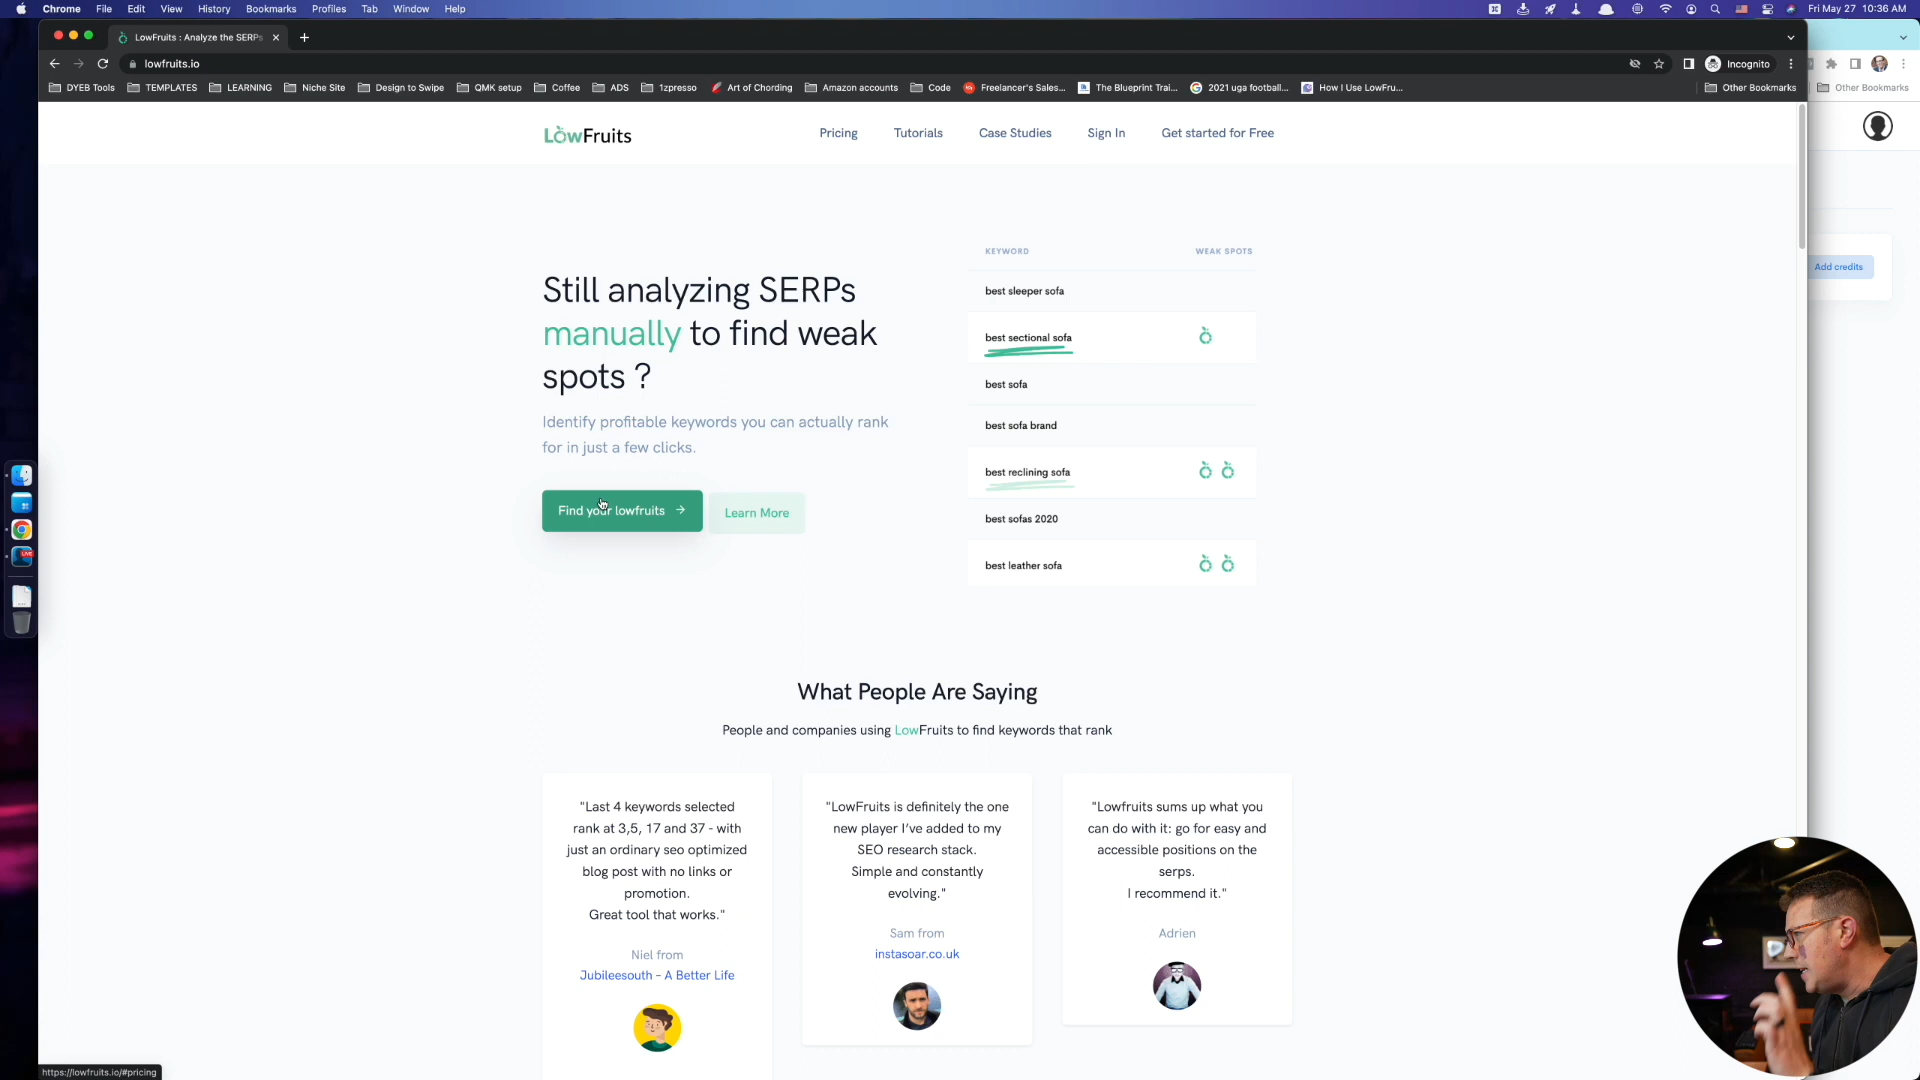 Chrome File Edit View History Bookmarks Profiles Tab Window Help
Fri May 27 10:36 AM
LowFruits : Analyze the SERPs
lowfruits.io
Incognito
DYEB Tools TEMPLATES LEARNING Niche Site Design to Swipe QMK setup Coffee ADS 1zpresso Art of Chording Amazon accounts Code Freelancer's Sales... The Blueprint Trai... 2021 uga football... How I Use LowFru... Other Bookmarks Other Bookmarks
LowFruits
Pricing Tutorials Case Studies Sign In Get started for Free
Add credits
Still analyzing SERPs
manually to find weak
spots ?
Identify profitable keywords you can actually rank
for in just a few clicks.
Find your lowfruits
Learn More
KEYWORD WEAK SPOTS
best sleeper sofa
best sectional sofa
best sofa
best sofa brand
best reclining sofa
best sofas 2020
best leather sofa
LIVE
What People Are Saying
People and companies using LowFruits to find keywords that rank
"Last 4 keywords selected
rank at 3,5, 17 and 37 - with
just an ordinary seo optimized
blog post with no links or
promotion.
Great tool that works."
Niel from
Jubileesouth – A Better Life
"LowFruits is definitely the one
new player I've added to my
SEO research stack.
Simple and constantly
evolving."
Sam from
instasoar.co.uk
"Lowfruits sums up what you
can do with it: go for easy and
accessible positions on the
serps.
I recommend it."
Adrien
https://lowfruits.io/#pricing